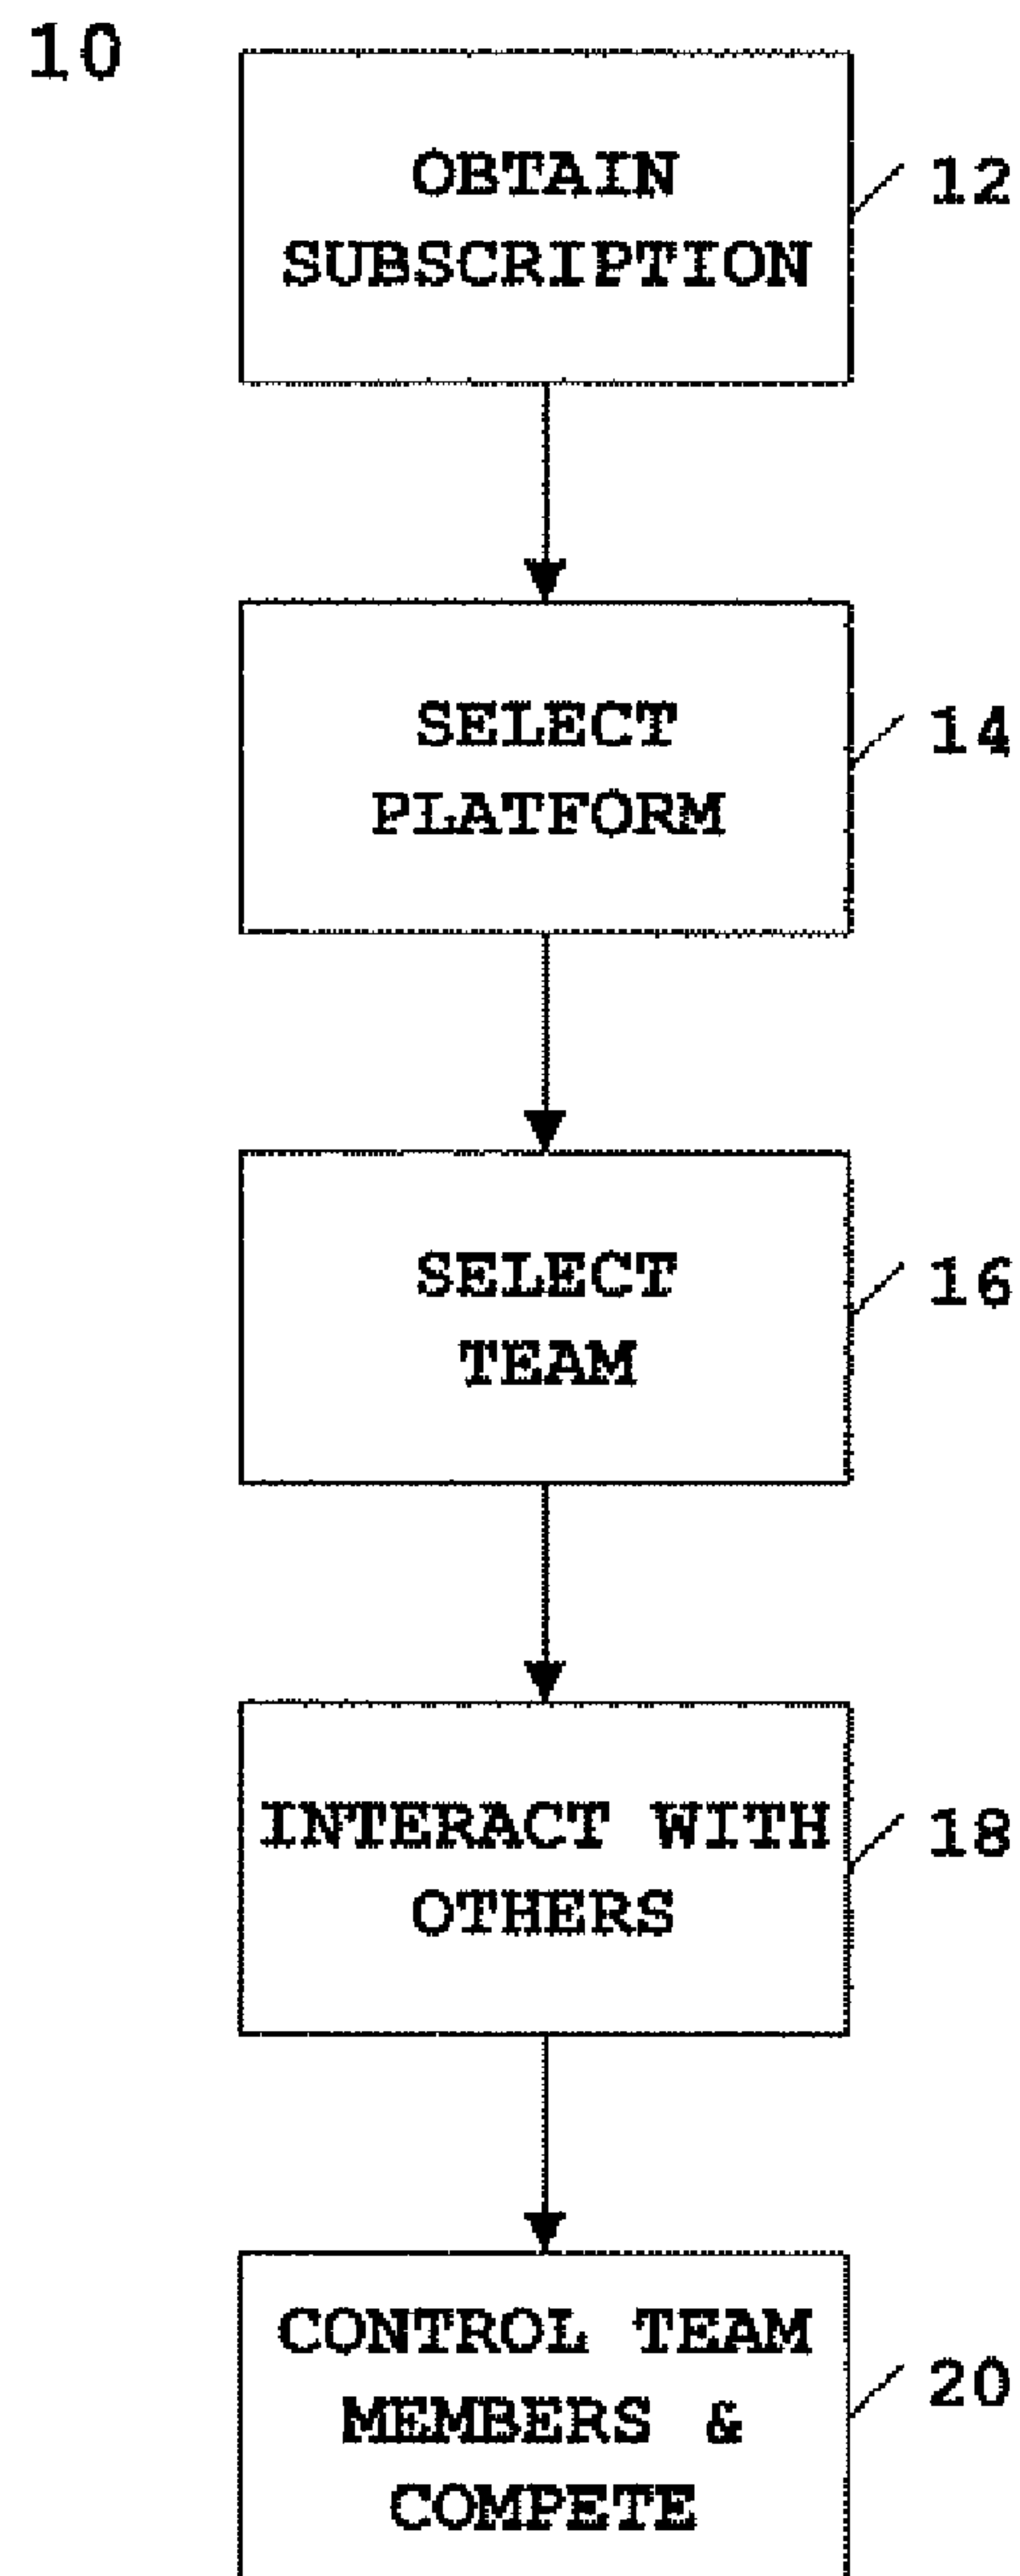 10
OBTAIN
SUBSCRIPTION
12
SELECT
PLATFORM
14
SELECT
TEAM
16
INTERACT WITH
OTHERS
18
CONTROL TEAM
MEMBERS &
COMPETE
20